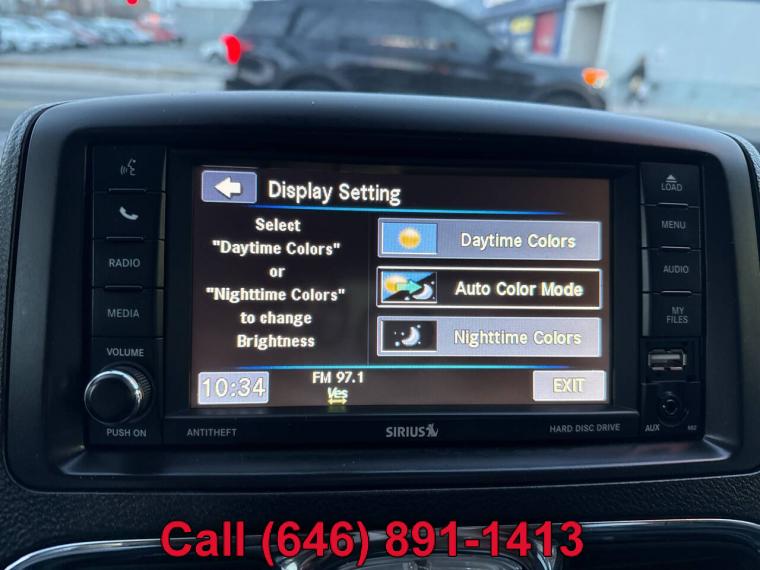 Display Setting
Select
"Daytime Colors"
or
"Nighttime Colors"
to change
Brightness
Daytime Colors
Auto Color Mode
Nighttime Colors
10:34
FM 97.1
Yes
EXIT
RADIO
MEDIA
VOLUME
PUSH ON
LOAD
MENU
AUDIO
MY
FILES
ANTITHEFT
SIRIUS
HARD DISC DRIVE
AUX
Call (646) 891-1413